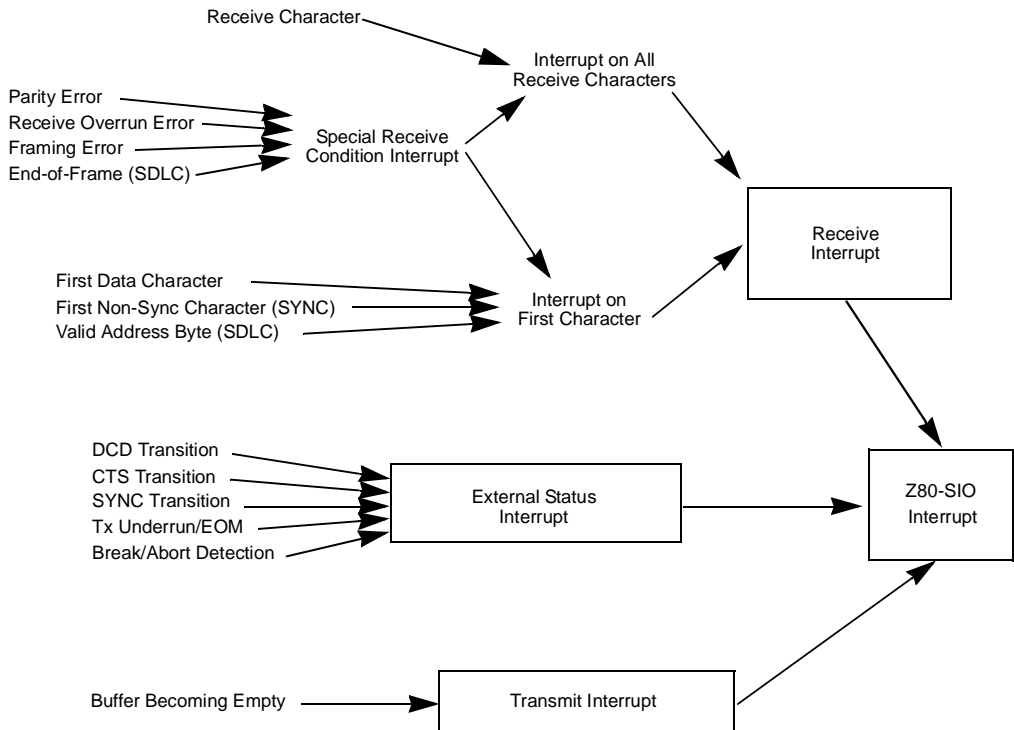 Receive Character
Interrupt on All
Receive Characters
Parity Error
Receive Overrun Error
Framing Error
End-of-Frame (SDLC)
Special Receive
Condition Interrupt
Receive
Interrupt
First Data Character
First Non-Sync Character (SYNC)
Valid Address Byte (SDLC)
Interrupt on
First Character
DCD Transition
CTS Transition
SYNC Transition
Tx Underrun/EOM
Break/Abort Detection
External Status
Interrupt
Z80-SIO
Interrupt
Buffer Becoming Empty
Transmit Interrupt